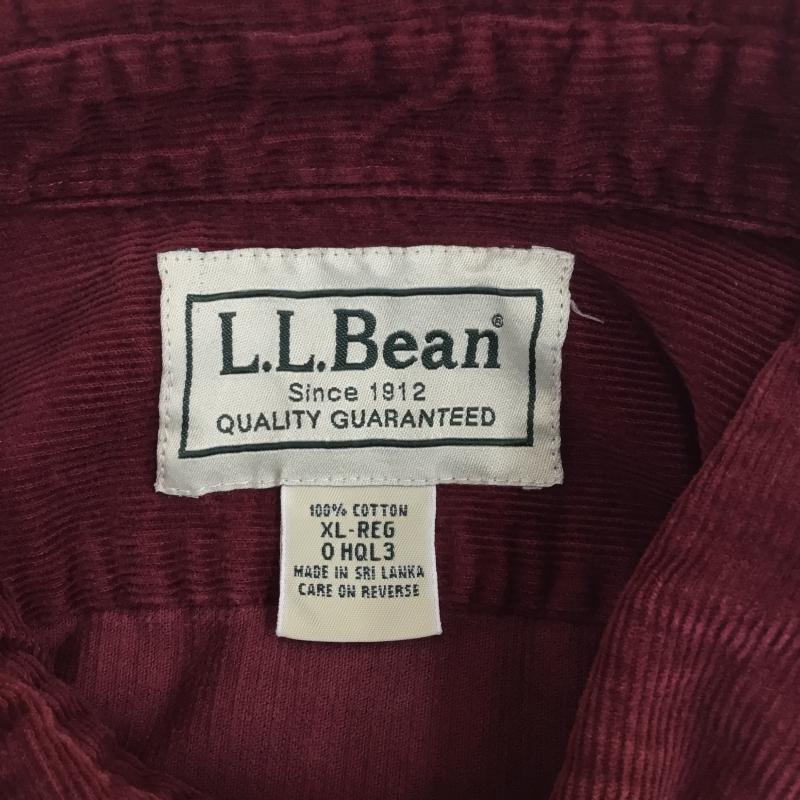 L.L.Bean®
Since 1912
QUALITY GUARANTEED
100% COTTON
XL-REG
0 HQL3
MADE IN SRI LANKA
CARE ON REVERSE